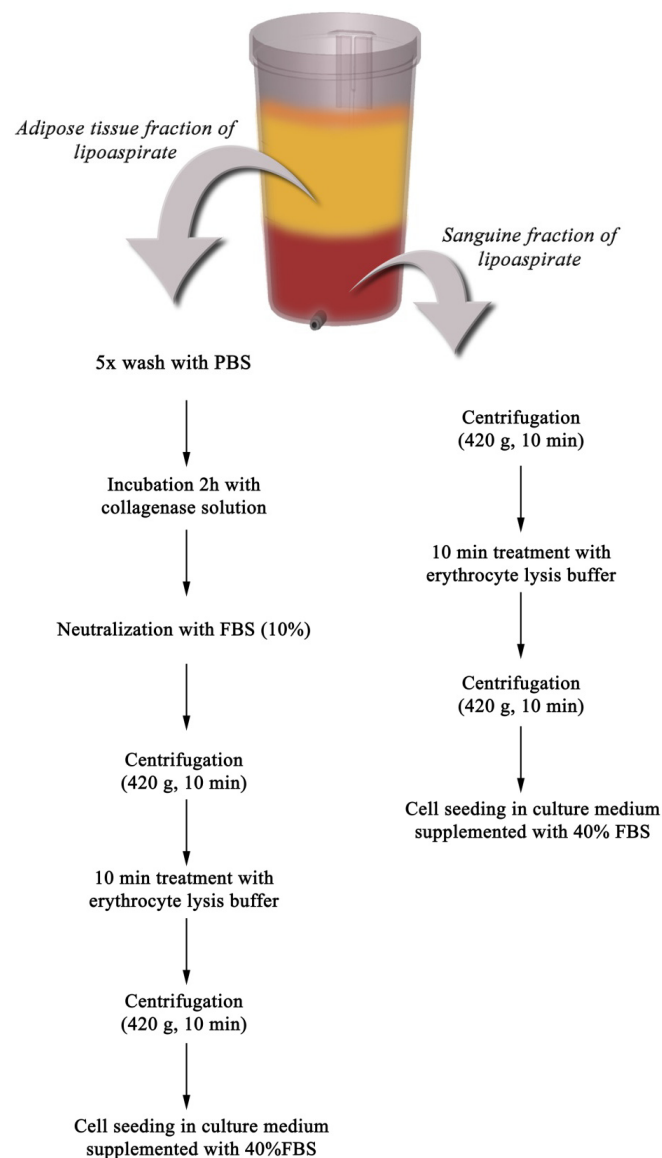 Adipose tissue fraction of
lipoaspirate
Sanguine fraction of
lipoaspirate
5x wash with PBS
Incubation 2h with
collagenase solution
Neutralization with FBS (10%)
Centrifugation
(420 g, 10 min)
10 min treatment with
erythrocyte lysis buffer
Centrifugation
(420 g, 10 min)
Cell seeding in culture medium
supplemented with 40%FBS
Centrifugation
(420 g, 10 min)
10 min treatment with
erythrocyte lysis buffer
Centrifugation
(420 g, 10 min)
Cell seeding in culture medium
supplemented with 40% FBS